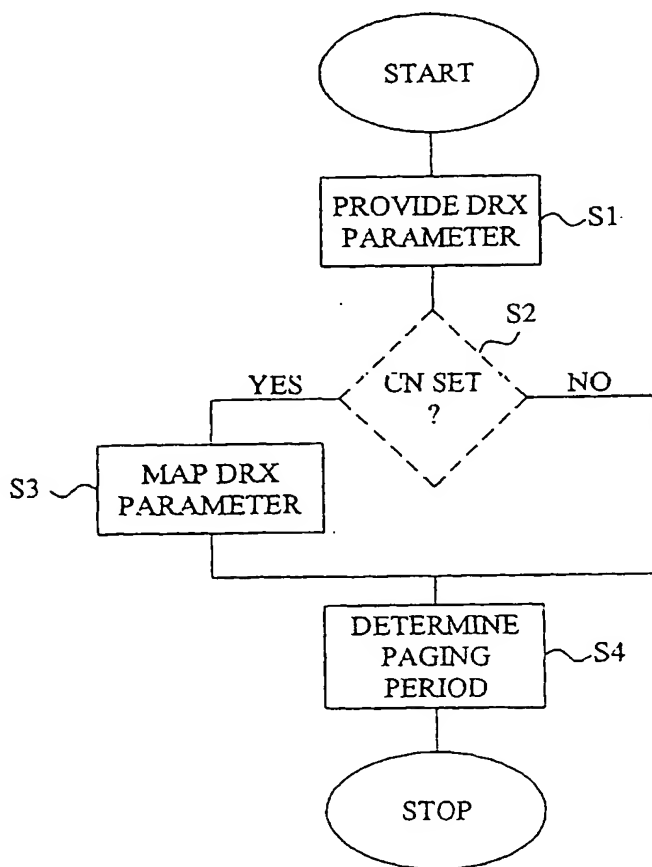 START
PROVIDE DRX
PARAMETER
S1
S2
YES
CN SET
?
NO
S3
MAP DRX
PARAMETER
DETERMINE
PAGING
PERIOD
S4
STOP